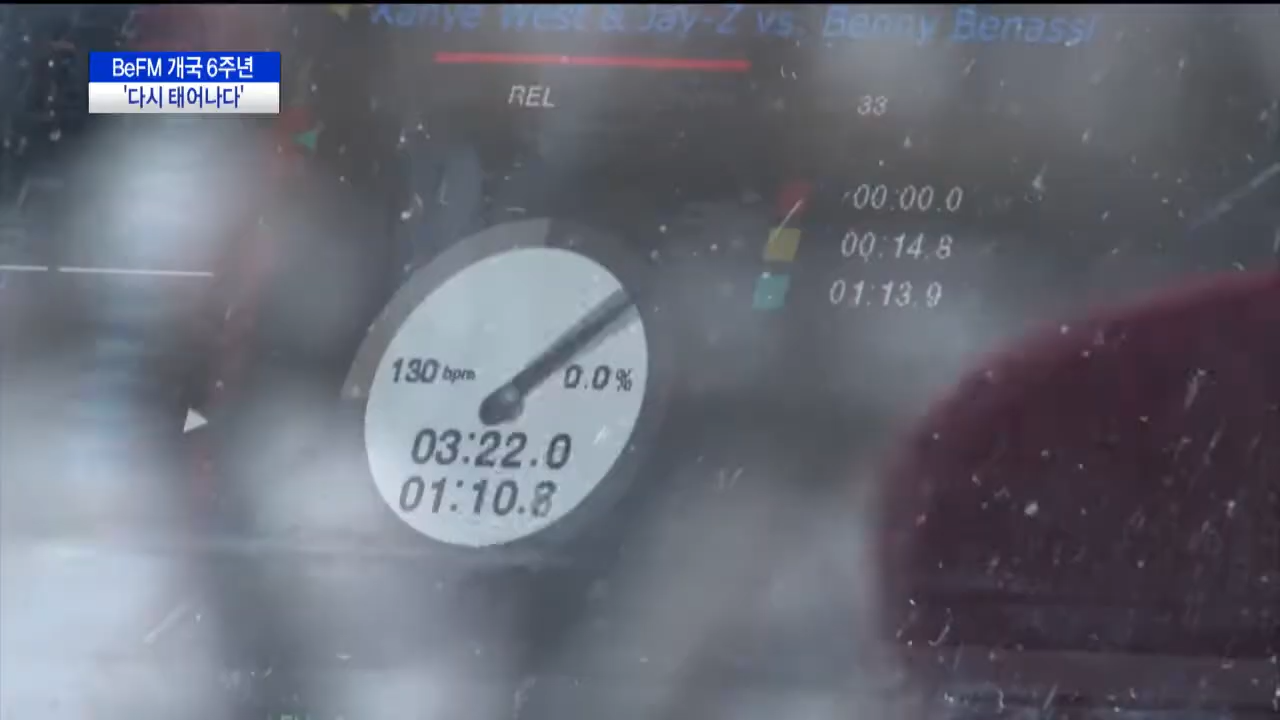 Kanye West & Jay-Z vs. Benny Benassi
BeFM 개국 6주년
'다시 태어나다'
REL
33
00:00.0
00:14.8
01:13.9
130 bpm
0.0%
03:22.0
01:10.8